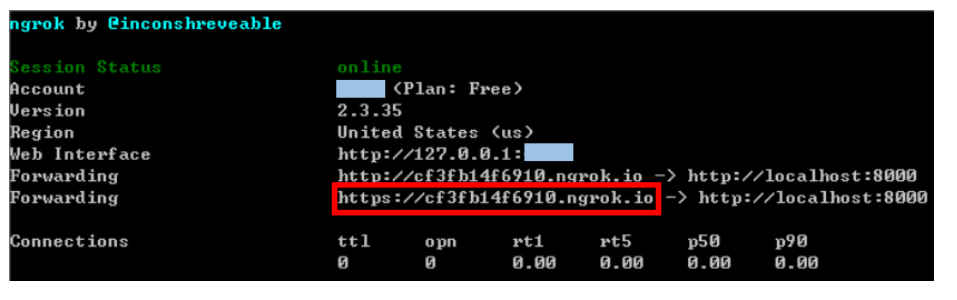 ngrok by @inconshreveable
Session Status online
Account (Plan: Free)
Version 2.3.35
Region United States (us)
Web Interface http://127.0.0.1:
Forwarding http://cf3fb14f6910.ngrok.io -> http://localhost:8000
Forwarding https://cf3fb14f6910.ngrok.io -> http://localhost:8000
Connections ttl opn rt1 rt5 p50 p90
0 0 0.00 0.00 0.00 0.00